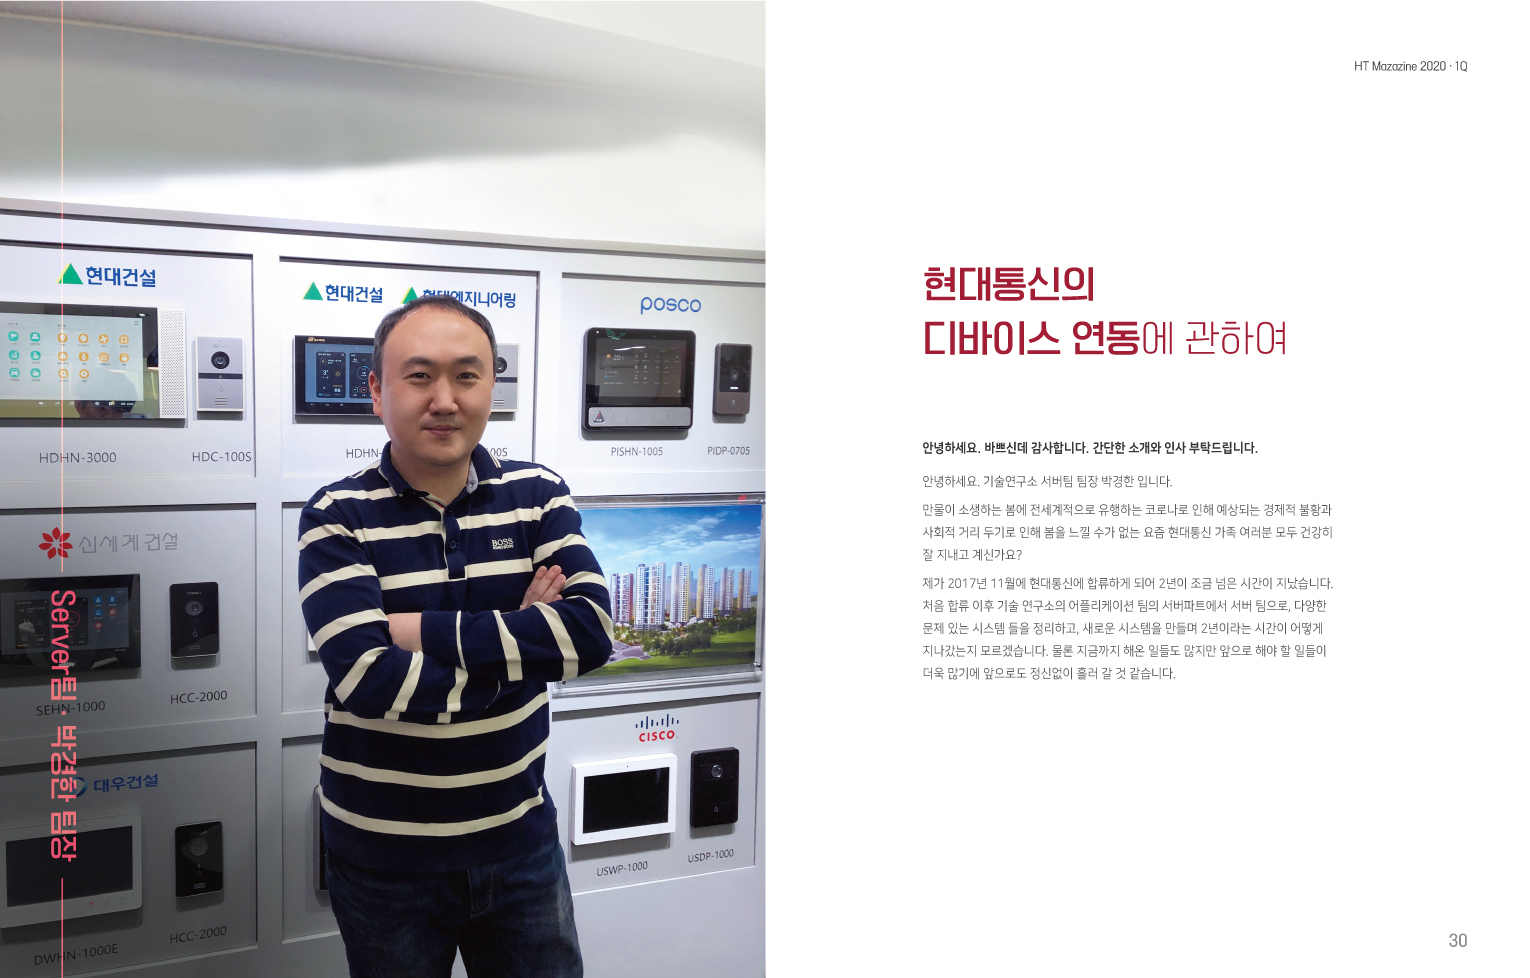 현대건설
HDHN-3000
HDC-100S
현대건설
현대엔지니어링
HDHN-
00S
posco
PISHN-1005
PIDP-0705
신세계건설
SEHN-1000
HCC-2000
BOSS
HUGO BOSS
CISCO
USWP-1000
USDP-1000
대우건설
DWHN-1000E
HCC-2000
Server팀 · 박경한 팀장
HT Mazazine 2020 · 1Q
현대통신의
디바이스 연동에 관하여
안녕하세요. 바쁘신데 감사합니다. 간단한 소개와 인사 부탁드립니다.
안녕하세요. 기술연구소 서버팀 팀장 박경한 입니다.
만물이 소생하는 봄에 전세계적으로 유행하는 코로나로 인해 예상되는 경제적 불황과
사회적 거리 두기로 인해 봄을 느낄 수가 없는 요즘 현대통신 가족 여러분 모두 건강히
잘 지내고 계신가요?
제가 2017년 11월에 현대통신에 합류하게 되어 2년이 조금 넘은 시간이 지났습니다.
처음 합류 이후 기술 연구소의 어플리케이션 팀의 서버파트에서 서버 팀으로, 다양한
문제 있는 시스템 들을 정리하고, 새로운 시스템을 만들며 2년이라는 시간이 어떻게
지나갔는지 모르겠습니다. 물론 지금까지 해온 일들도 많지만 앞으로 해야 할 일들이
더욱 많기에 앞으로도 정신없이 흘러 갈 것 같습니다.
30